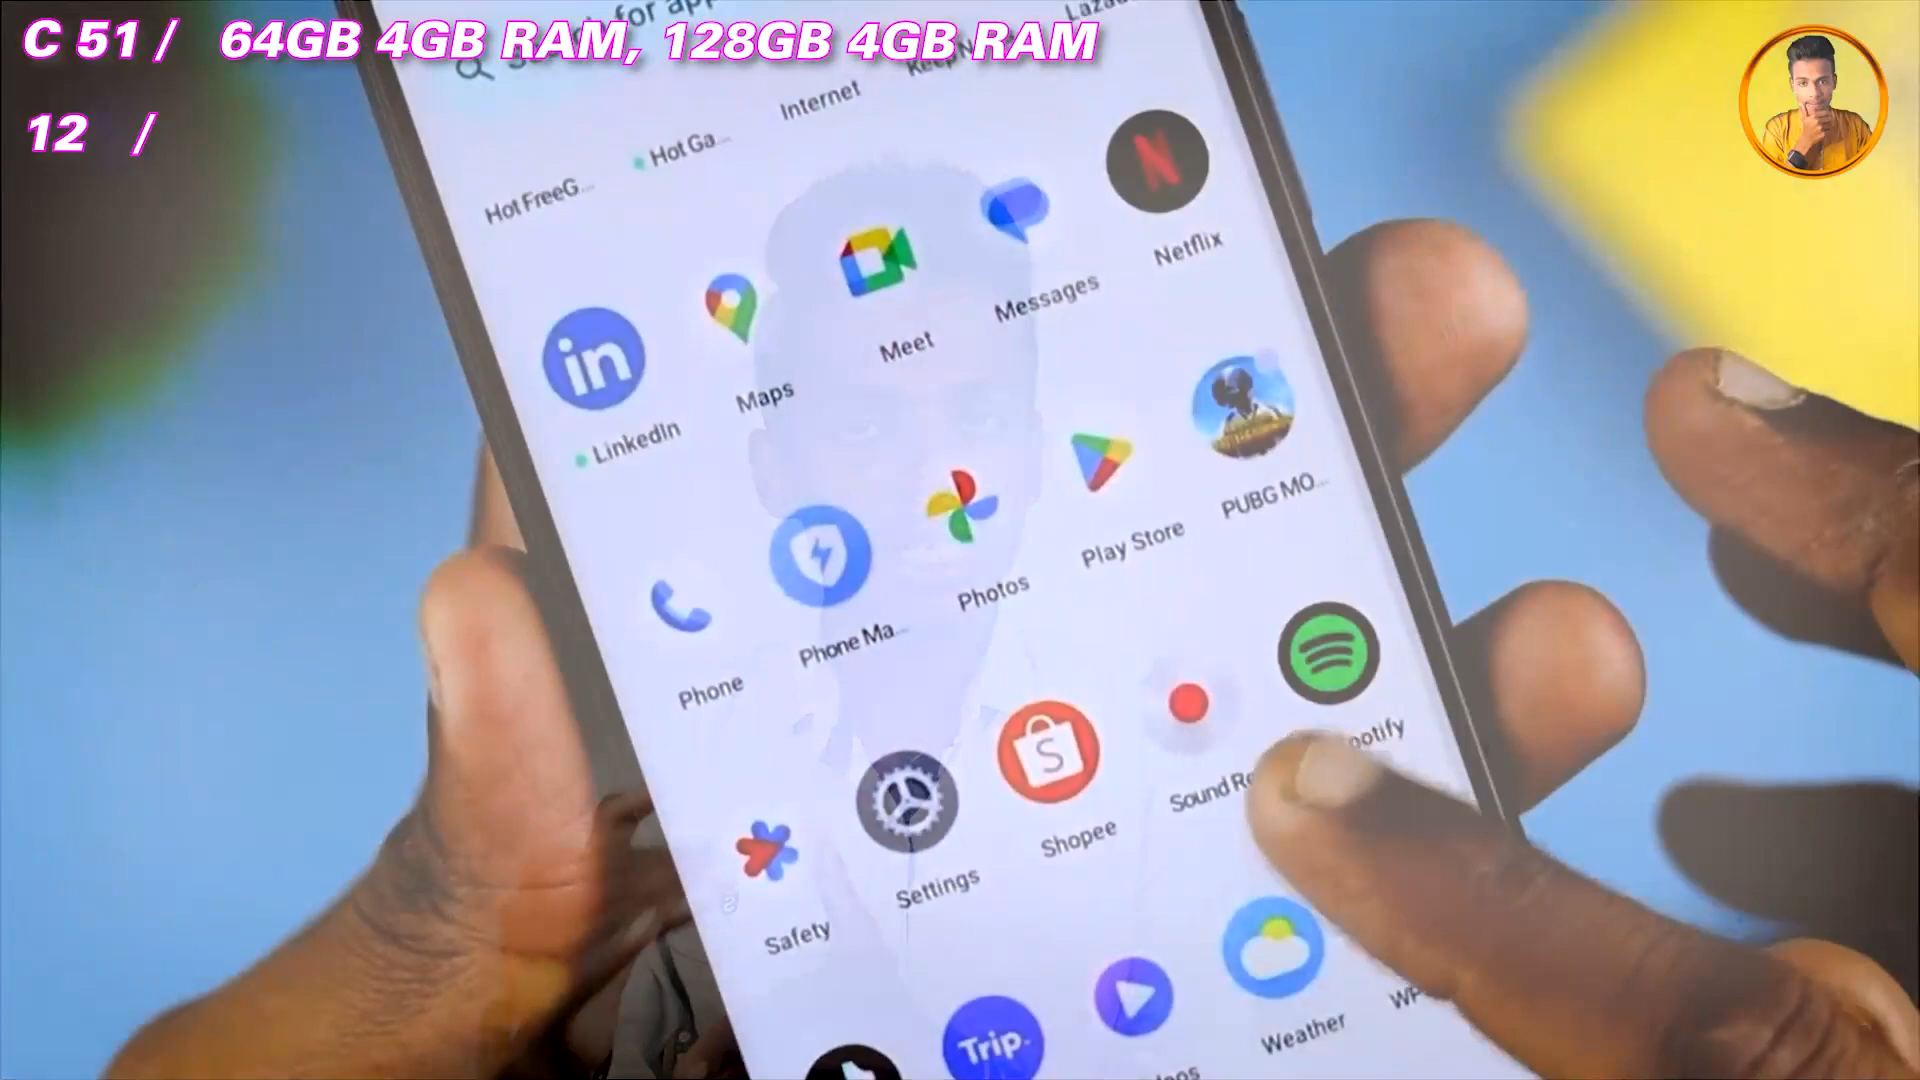 C 51 / 64GB 4GB RAM, 128GB 4GB RAM
12 /
for
Internet
Hot Ga...
Hot FreeG...
Netflix
Messages
Meet
Maps
LinkedIn
PUBG MO...
Play Store
Photos
Phone Ma...
Phone
Sound Re
Shopee
Settings
Safety
Weather
Trip.